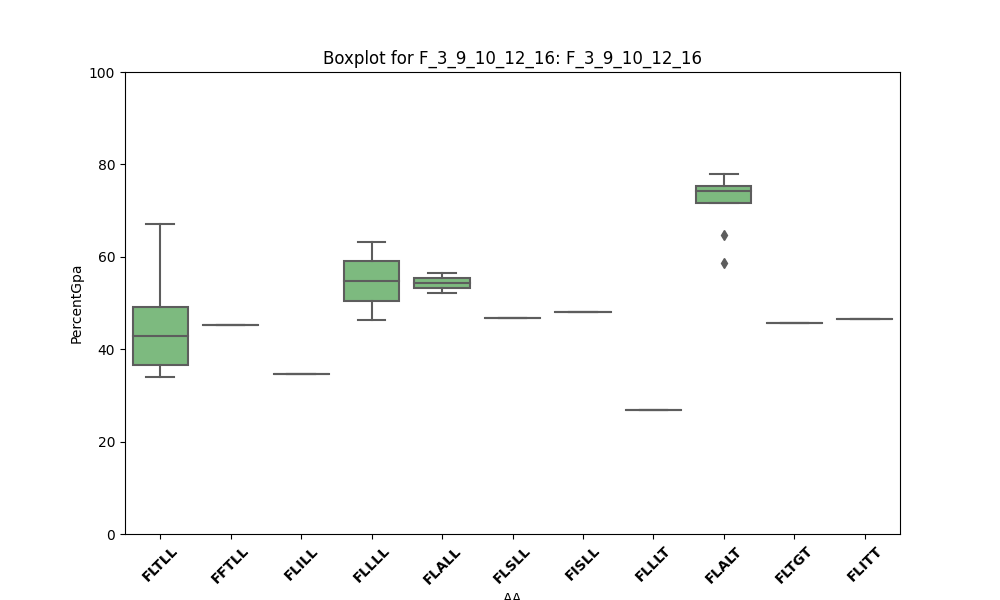 Boxplot for F_3_9_10_12_16: F_3_9_10_12_16
100
80
60
40
20
0
PercentGpa
FLTLL
FFTLL
FLILL
FLLLL
FLALL
FLSLL
FISLL
FLLLT
FLALT
FLTGT
FLITT
AA